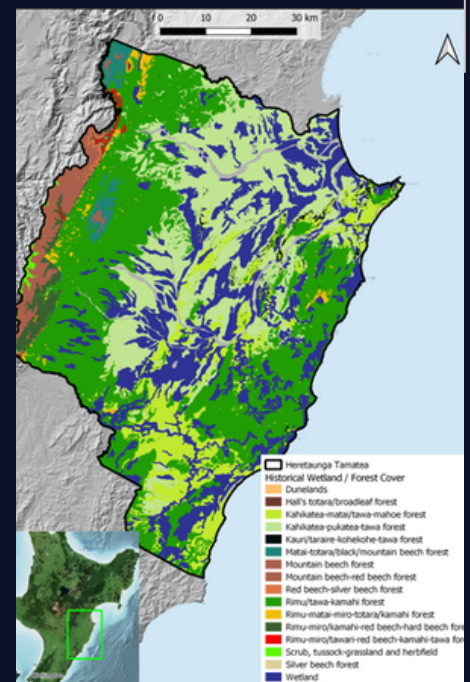 0 10 20 30 km
Heretaunga Tamatea
Historical Wetland / Forest Cover
Dunelands
Hall's totara/broadleaf forest
Kahikatea-matai/tawa-mahoe forest
Kahikatea-pukatea-tawa forest
Kauri/taraire-kohekohe-tawa forest
Matai-totara/black/mountain beech forest
Mountain beech forest
Mountain beech-red beech forest
Red beech-silver beech forest
Rimu/tawa-kamahi forest
Rimu-matai-miro-totara/kamahi forest
Rimu-miro/kamahi-red beech-hard beech fore
Rimu-miro/tawari-red beech-kamahi-tawa fore
Scrub, tussock-grassland and herbfield
Silver beech forest
Wetland